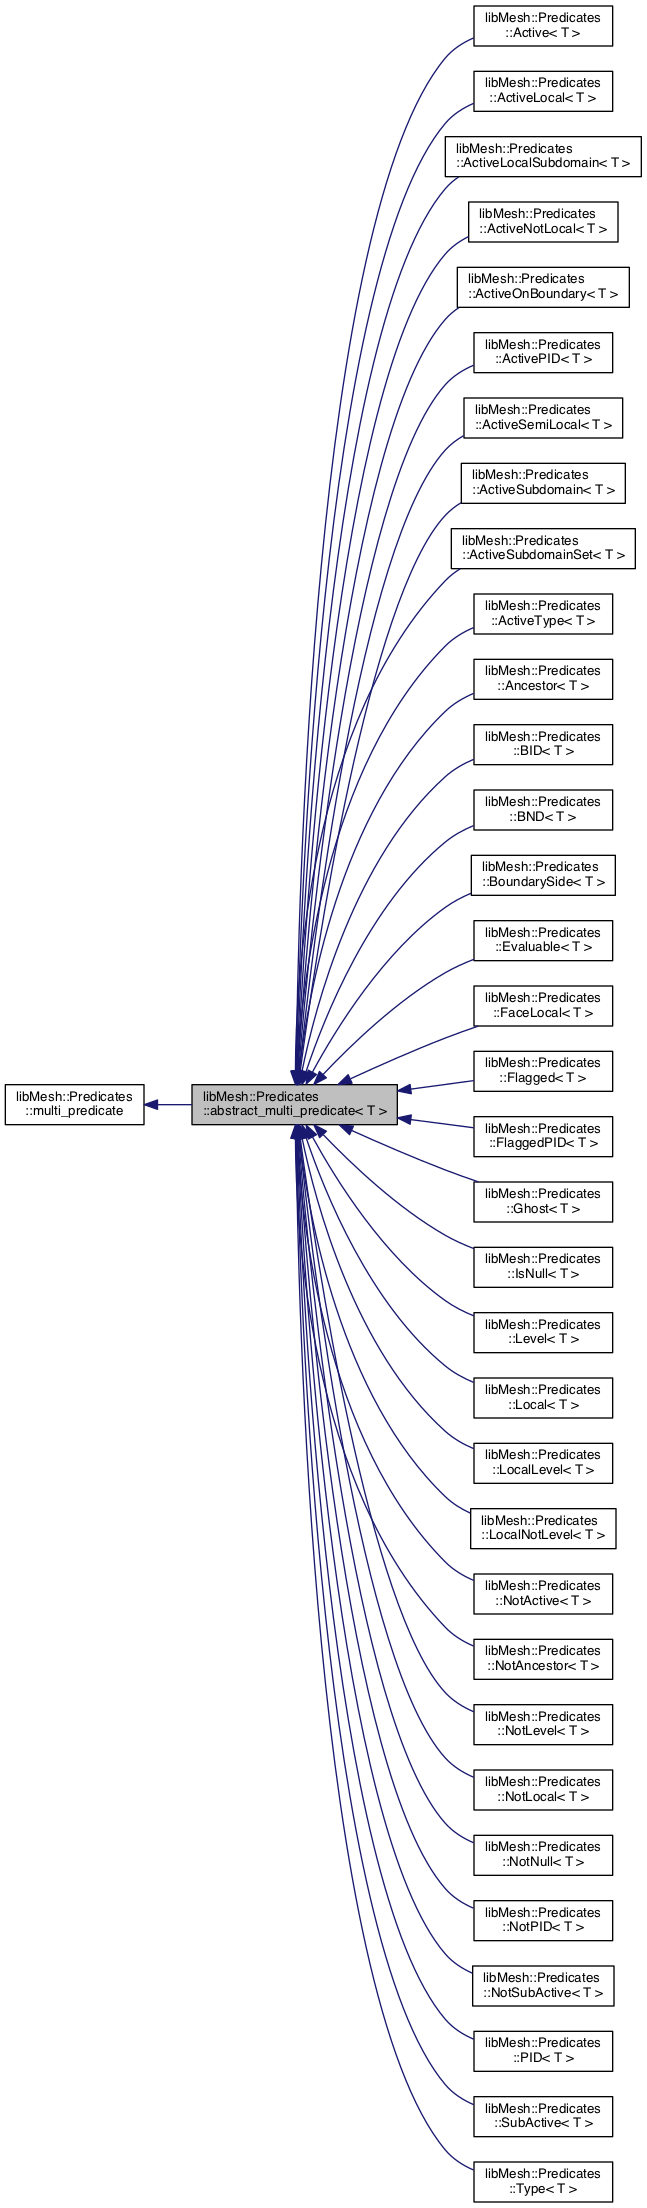 libMesh::Predicates
::Active< T >
libMesh::Predicates
::ActiveLocal< T >
libMesh::Predicates
::ActiveLocalSubdomain< T >
libMesh::Predicates
::ActiveNotLocal< T >
libMesh::Predicates
::ActiveOnBoundary< T >
libMesh::Predicates
::ActivePID< T >
libMesh::Predicates
::ActiveSemiLocal< T >
libMesh::Predicates
::ActiveSubdomain< T >
libMesh::Predicates
::ActiveSubdomainSet< T >
libMesh::Predicates
::ActiveType< T >
libMesh::Predicates
::Ancestor< T >
libMesh::Predicates
::BID< T >
libMesh::Predicates
::BND< T >
libMesh::Predicates
::BoundarySide< T >
libMesh::Predicates
::Evaluable< T >
libMesh::Predicates
::FaceLocal< T >
libMesh::Predicates
::Flagged< T >
libMesh::Predicates
::multi_predicate
libMesh::Predicates
::abstract_multi_predicate< T >
libMesh::Predicates
::FlaggedPID< T >
libMesh::Predicates
::Ghost< T >
libMesh::Predicates
::IsNull< T >
libMesh::Predicates
::Level< T >
libMesh::Predicates
::Local< T >
libMesh::Predicates
::LocalLevel< T >
libMesh::Predicates
::LocalNotLevel< T >
libMesh::Predicates
::NotActive< T >
libMesh::Predicates
::NotAncestor< T >
libMesh::Predicates
::NotLevel< T >
libMesh::Predicates
::NotLocal< T >
libMesh::Predicates
::NotNull< T >
libMesh::Predicates
::NotPID< T >
libMesh::Predicates
::NotSubActive< T >
libMesh::Predicates
::PID< T >
libMesh::Predicates
::SubActive< T >
libMesh::Predicates
::Type< T >